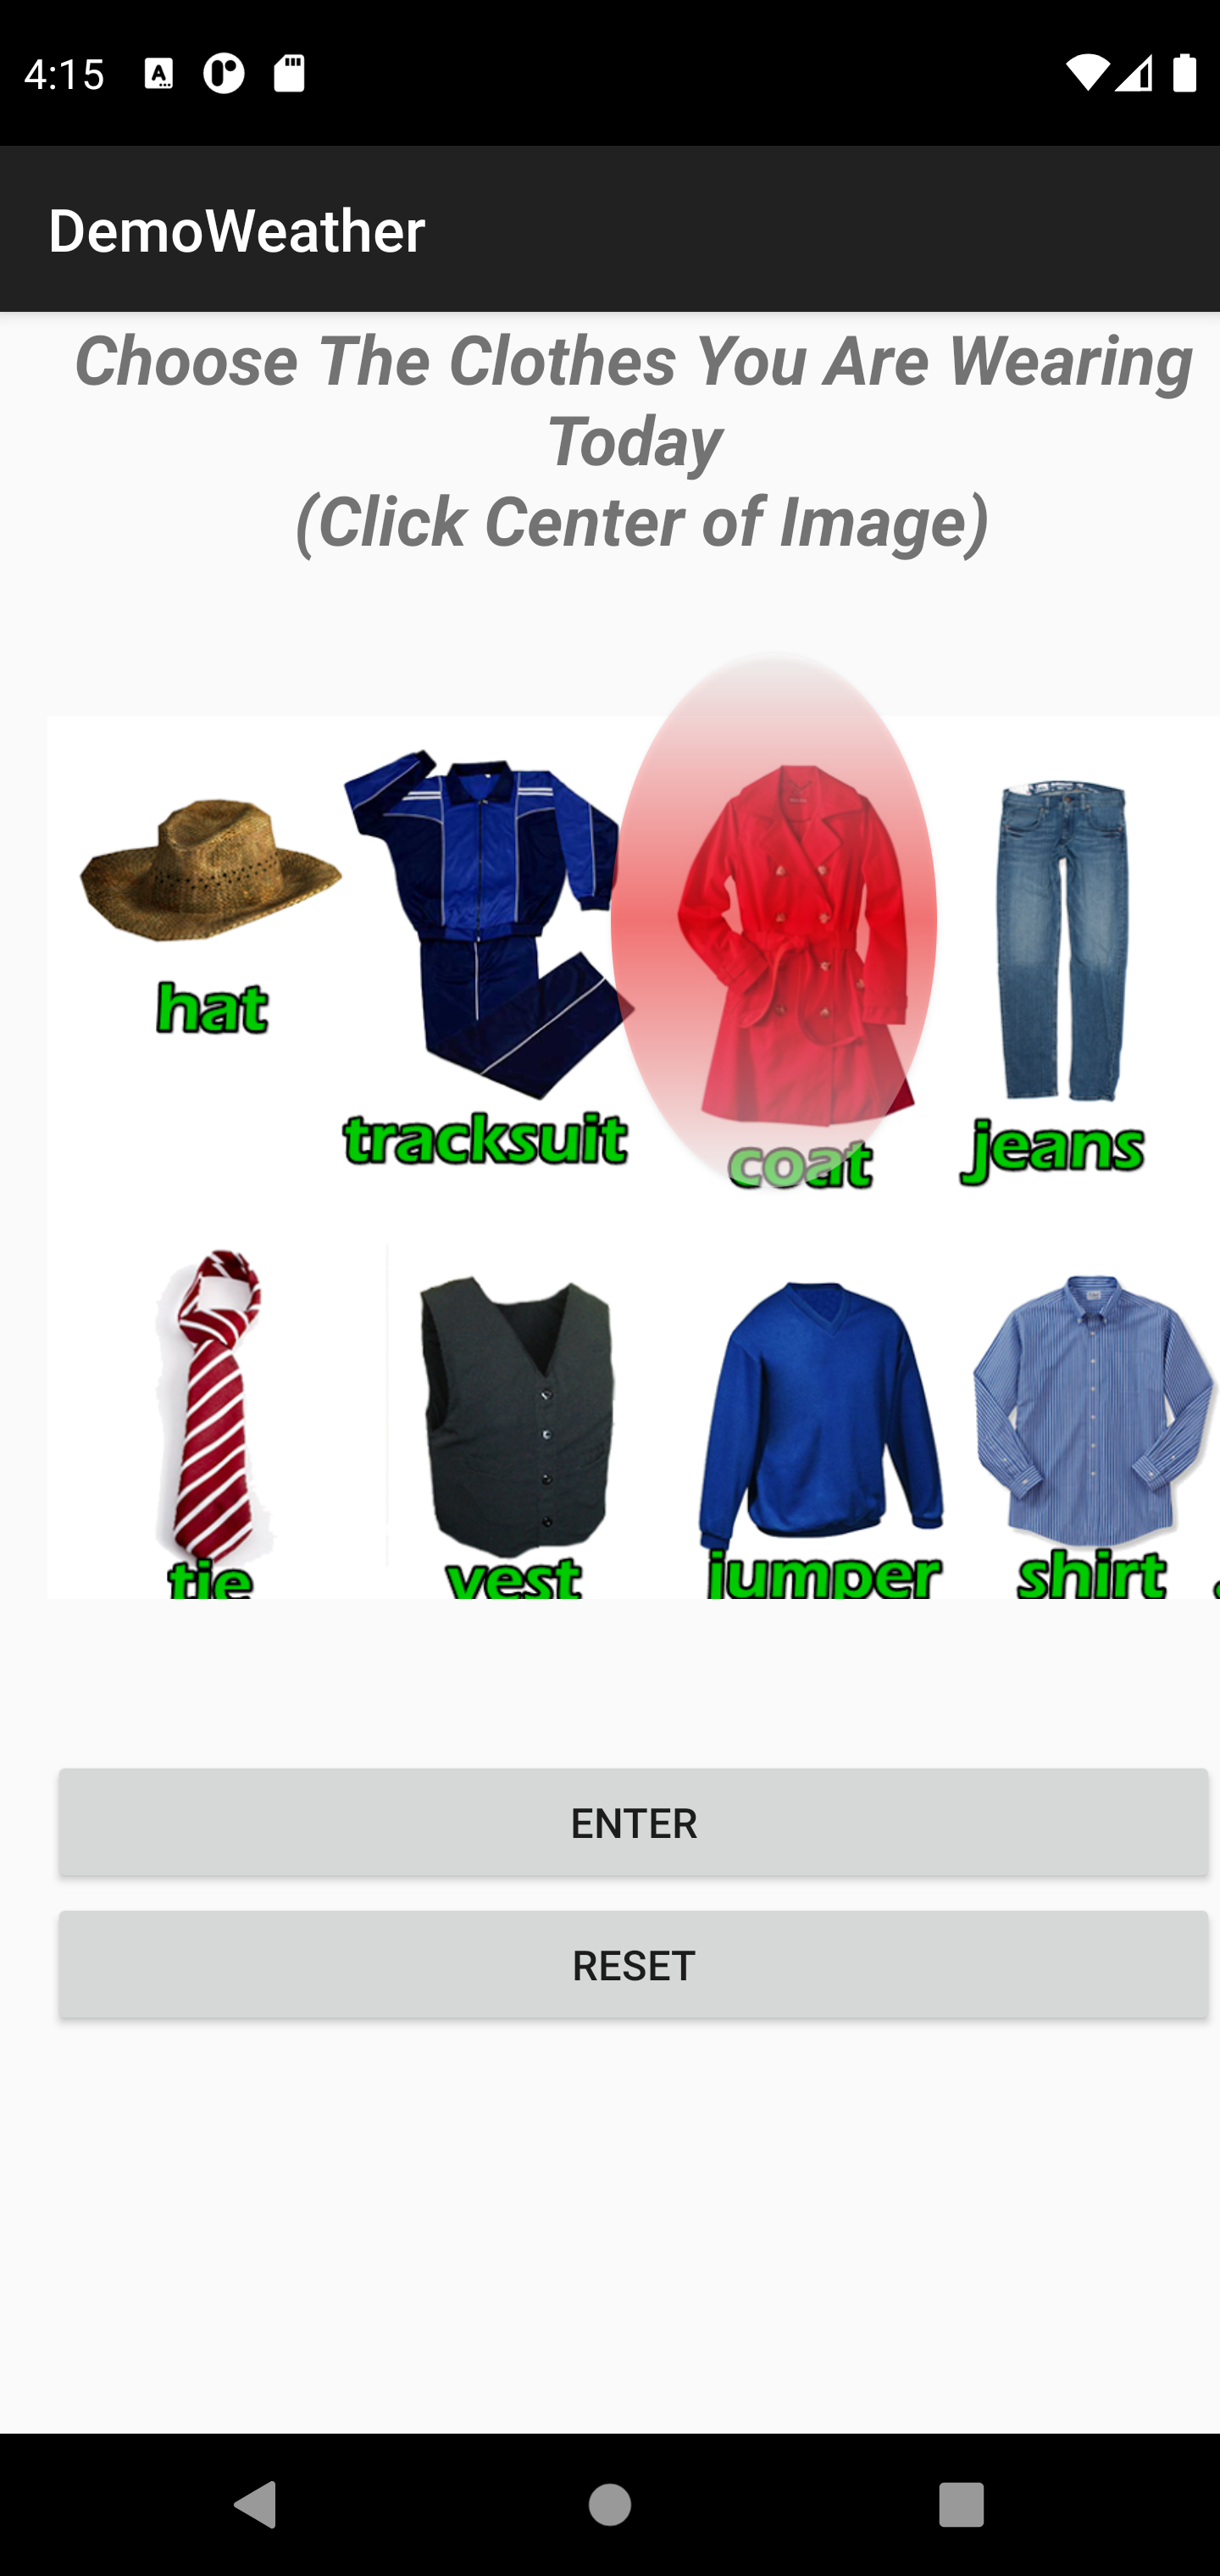 4:15
DemoWeather
Choose The Clothes You Are Wearing
Today
(Click Center of Image)
hat
tracksuit
coat
jeans
tie
vest
jumper
shirt
ENTER
RESET